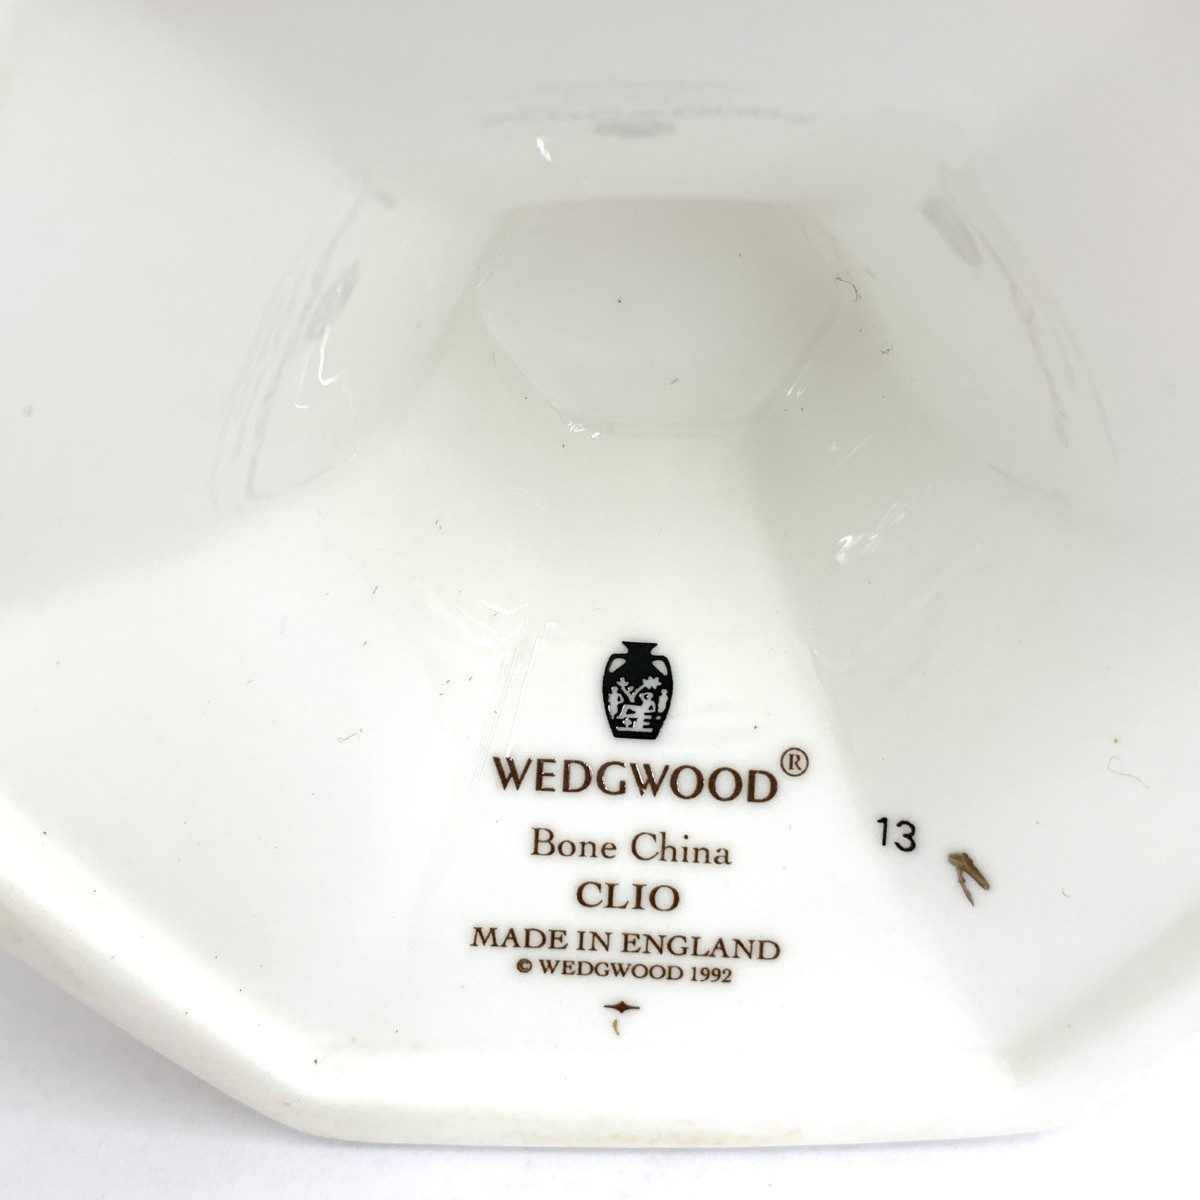 WEDGWOOD®
Bone China
CLIO
MADE IN ENGLAND
© WEDGWOOD 1992
13